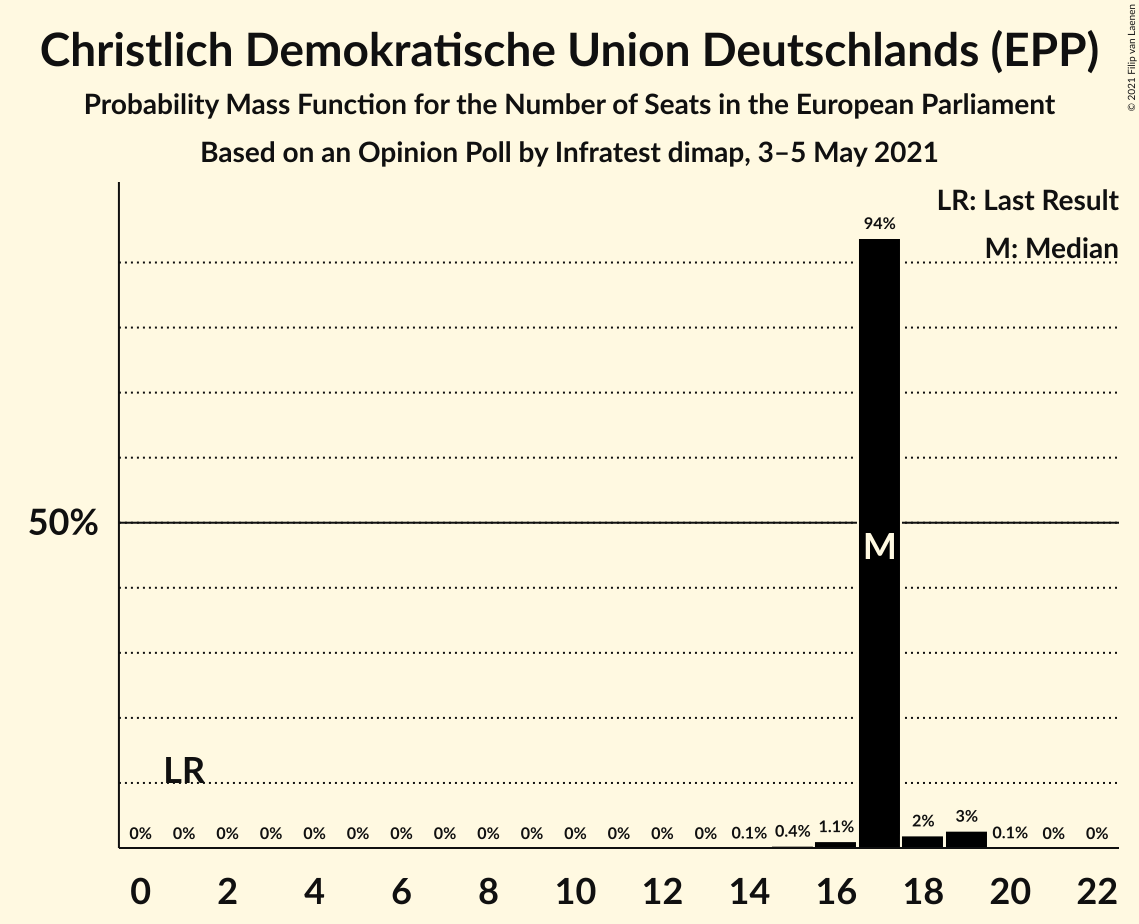 Christlich Demokratische Union Deutschlands (EPP)
Probability Mass Function for the Number of Seats in the European Parliament
Based on an Opinion Poll by Infratest dimap, 3–5 May 2021
© 2021 Filip van Laenen
LR: Last Result
M: Median
94%
50%
M
LR
0% 0% 0% 0% 0% 0% 0% 0% 0% 0% 0% 0% 0% 0% 0.1% 0.4% 1.1% 2% 3% 0.1% 0% 0%
0 2 4 6 8 10 12 14 16 18 20 22